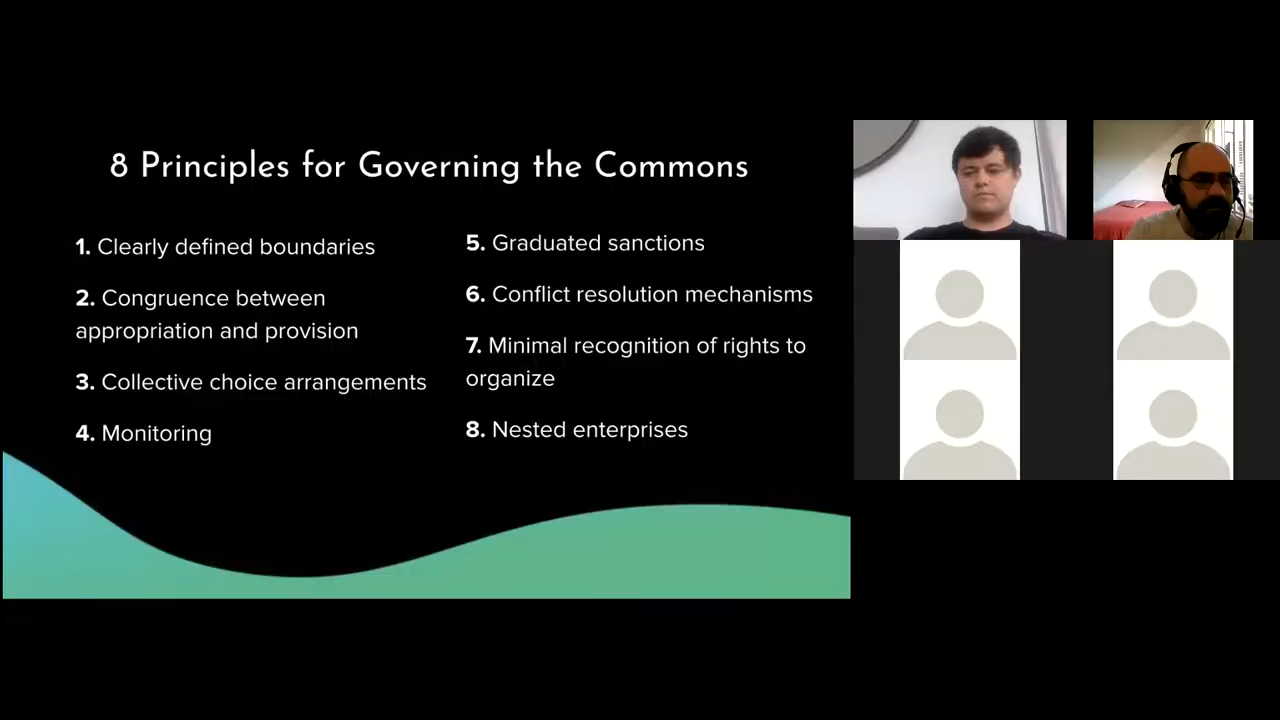 8 Principles for Governing the Commons
1. Clearly defined boundaries
2. Congruence between
appropriation and provision
3. Collective choice arrangements
4. Monitoring
5. Graduated sanctions
6. Conflict resolution mechanisms
7. Minimal recognition of rights to
organize
8. Nested enterprises